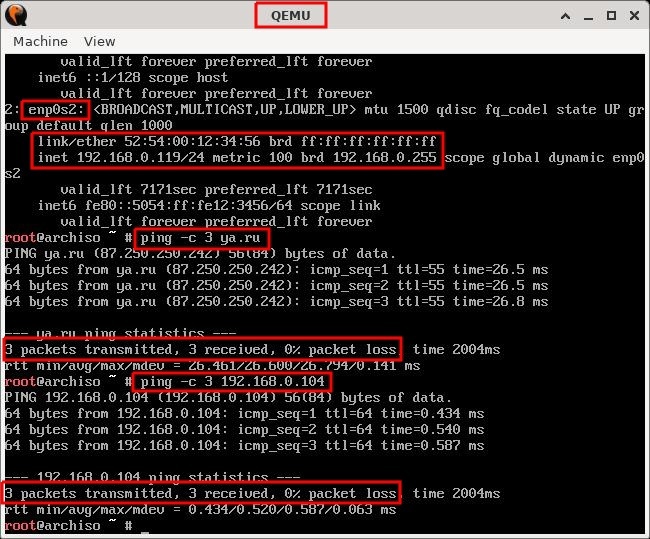 QEMU
Machine View
valid_lft forever preferred_lft forever
inet6 ::1/128 scope host
valid_lft forever preferred_lft forever
2: enp0s2: <BROADCAST,MULTICAST,UP,LOWER_UP> mtu 1500 qdisc fq_codel state UP gr
oup default qlen 1000
link/ether 52:54:00:12:34:56 brd ff:ff:ff:ff:ff:ff
inet 192.168.0.119/24 metric 100 brd 192.168.0.255 scope global dynamic enp0
s2
valid_lft 7171sec preferred_lft 7171sec
inet6 fe80::5054:ff:fe12:3456/64 scope link
valid_lft forever preferred_lft forever
root@archiso ~ # ping -c 3 ya.ru
PING ya.ru (87.250.250.242) 56(84) bytes of data.
64 bytes from ya.ru (87.250.250.242): icmp_seq=1 ttl=55 time=26.5 ms
64 bytes from ya.ru (87.250.250.242): icmp_seq=2 ttl=55 time=26.5 ms
64 bytes from ya.ru (87.250.250.242): icmp_seq=3 ttl=55 time=26.8 ms
--- ya.ru ping statistics ---
3 packets transmitted, 3 received, 0% packet loss, time 2004ms
rtt min/avg/max/mdev = 26.461/26.600/26.794/0.141 ms
root@archiso ~ # ping -c 3 192.168.0.104
PING 192.168.0.104 (192.168.0.104) 56(84) bytes of data.
64 bytes from 192.168.0.104: icmp_seq=1 ttl=64 time=0.434 ms
64 bytes from 192.168.0.104: icmp_seq=2 ttl=64 time=0.540 ms
64 bytes from 192.168.0.104: icmp_seq=3 ttl=64 time=0.587 ms
--- 192.168.0.104 ping statistics ---
3 packets transmitted, 3 received, 0% packet loss, time 2004ms
rtt min/avg/max/mdev = 0.434/0.520/0.587/0.063 ms
root@archiso ~ # _